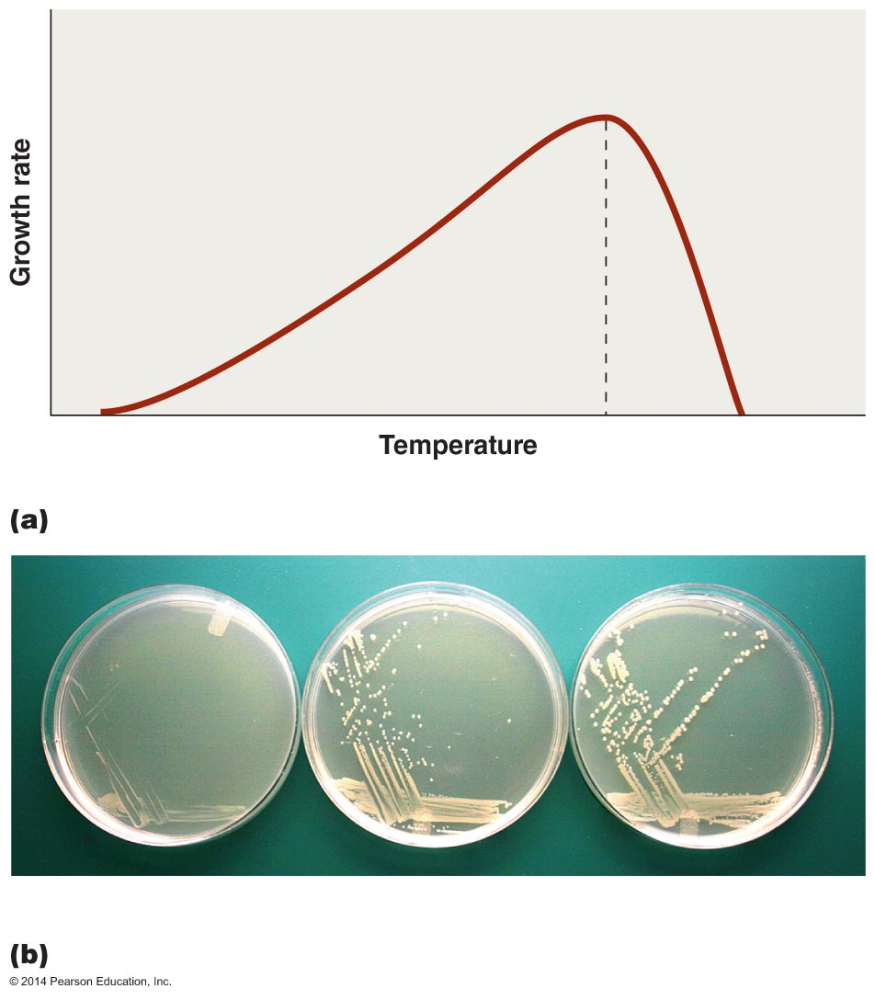 Growth rate
Temperature
(a)
(b)
© 2014 Pearson Education, Inc.